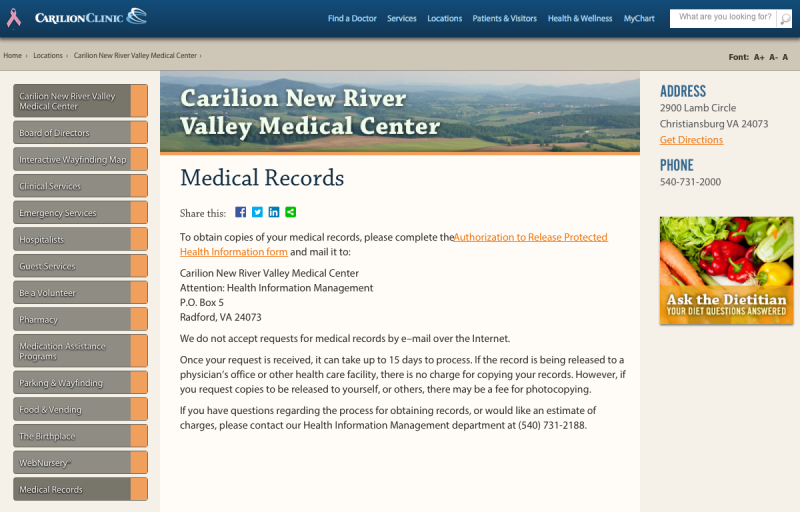 CARILION CLINIC
Find a Doctor Services Locations Patients & Visitors Health & Wellness MyChart
What are you looking for?
Home › Locations › Carilion New River Valley Medical Center ›
Font: A+ A- A
Carilion New River Valley
Medical Center
Board of Directors
Interactive Wayfinding Map
Clinical Services
Emergency Services
Hospitalists
Guest Services
Be a Volunteer
Pharmacy
Medication Assistance
Programs
Parking & Wayfinding
Food & Vending
The Birthplace
WebNursery™
Medical Records
Carilion New River
Valley Medical Center
Medical Records
Share this:
To obtain copies of your medical records, please complete theAuthorization to Release Protected
Health Information form and mail it to:
Carilion New River Valley Medical Center
Attention: Health Information Management
P.O. Box 5
Radford, VA 24073
We do not accept requests for medical records by e–mail over the Internet.
Once your request is received, it can take up to 15 days to process. If the record is being released to a
physician's office or other health care facility, there is no charge for copying your records. However, if
you request copies to be released to yourself, or others, there may be a fee for photocopying.
If you have questions regarding the process for obtaining records, or would like an estimate of
charges, please contact our Health Information Management department at (540) 731-2188.
ADDRESS
2900 Lamb Circle
Christiansburg VA 24073
Get Directions
PHONE
540-731-2000
Ask the Dietitian
YOUR DIET QUESTIONS ANSWERED